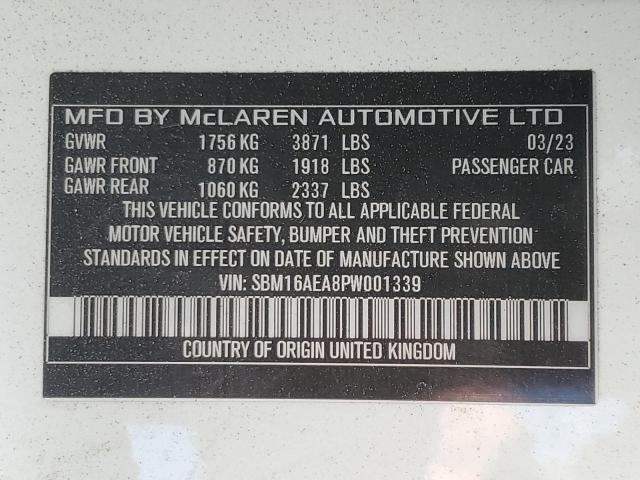 MFD BY McLAREN AUTOMOTIVE LTD
GVWR 1756 KG 3871 LBS 03/23
GAWR FRONT 870 KG 1918 LBS PASSENGER CAR
GAWR REAR 1060 KG 2337 LBS
THIS VEHICLE CONFORMS TO ALL APPLICABLE FEDERAL
MOTOR VEHICLE SAFETY, BUMPER AND THEFT PREVENTION
STANDARDS IN EFFECT ON DATE OF MANUFACTURE SHOWN ABOVE
VIN: SBM16AEA8PW001339
COUNTRY OF ORIGIN UNITED KINGDOM